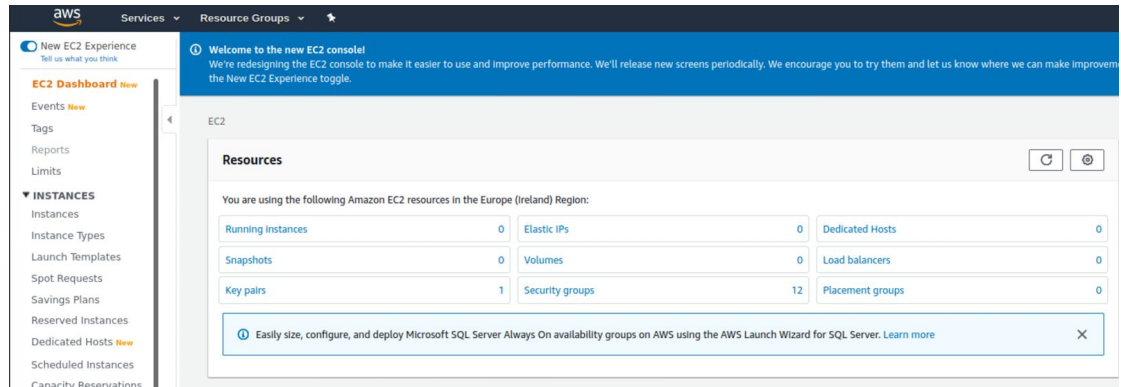 aws Services Resource Groups
New EC2 Experience
Tell us what you think
EC2 Dashboard New
Events New
Tags
Reports
Limits
INSTANCES
Instances
Instance Types
Launch Templates
Spot Requests
Savings Plans
Reserved Instances
Dedicated Hosts New
Scheduled Instances
Capacity Reservations
Welcome to the new EC2 console!
We're redesigning the EC2 console to make it easier to use and improve performance. We'll release new screens periodically. We encourage you to try them and let us know where we can make improveme
the New EC2 Experience toggle.
EC2
Resources
You are using the following Amazon EC2 resources in the Europe (Ireland) Region:
Running instances 0 Elastic IPs 0 Dedicated Hosts 0
Snapshots 0 Volumes 0 Load balancers 0
Key pairs 1 Security groups 12 Placement groups 0
Easily size, configure, and deploy Microsoft SQL Server Always On availability groups on AWS using the AWS Launch Wizard for SQL Server. Learn more